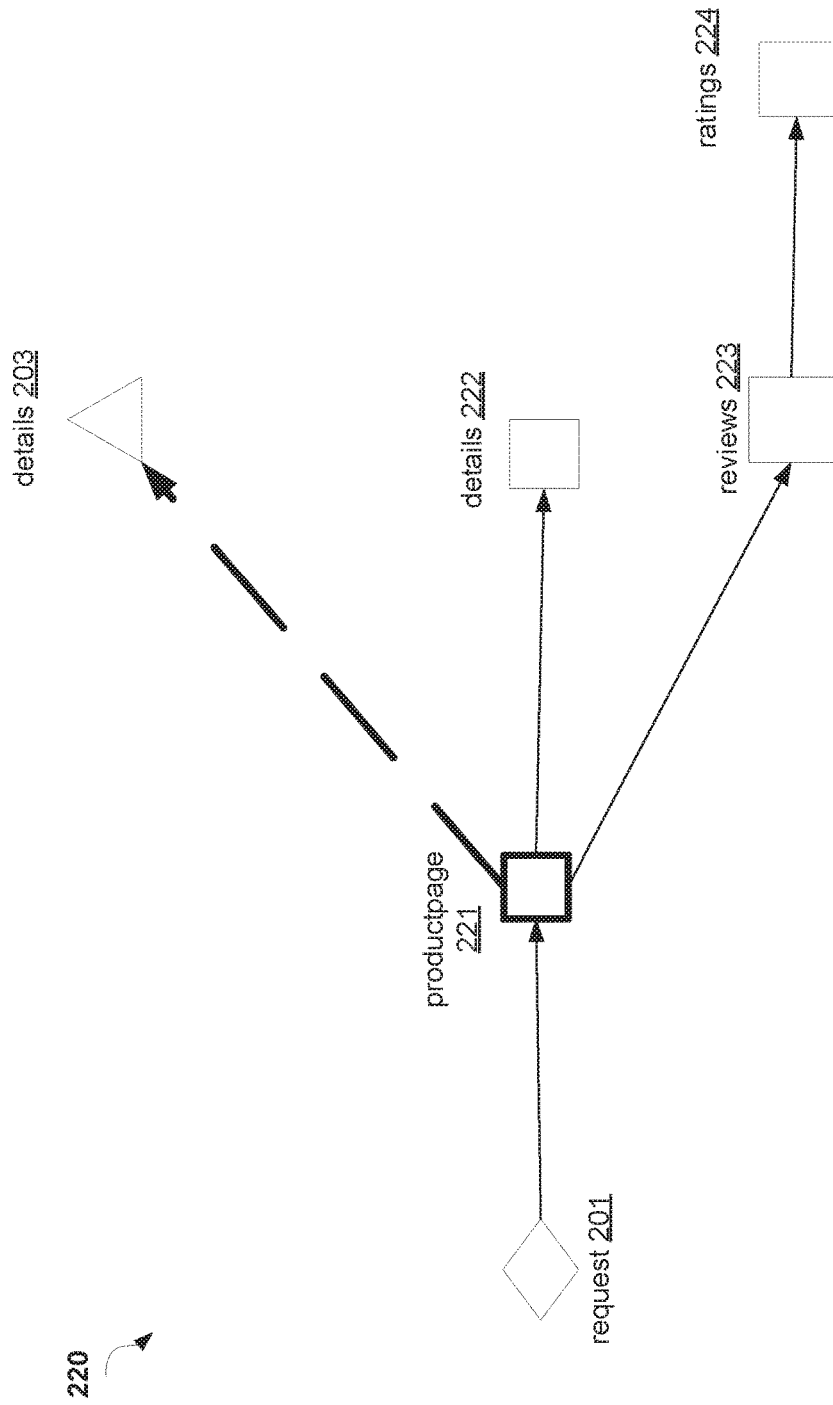 220
request 201
productpage
221
details 203
details 222
reviews 223
ratings 224